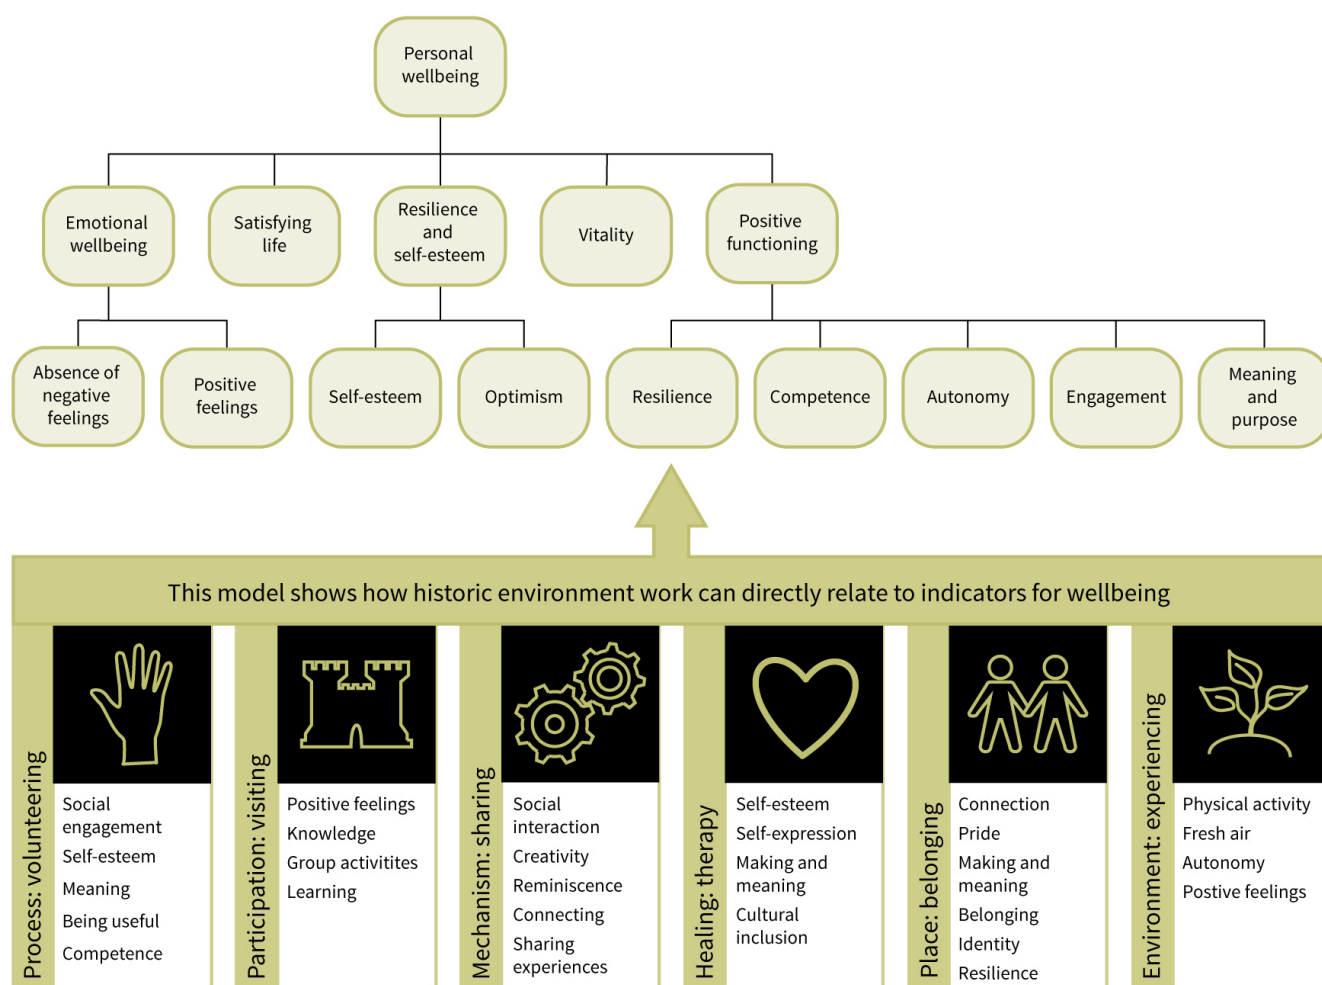 Personal
wellbeing
Emotional
wellbeing
Satisfying
life
Resilience
and
self-esteem
Vitality
Positive
functioning
Absence of
negative
feelings
Positive
feelings
Self-esteem
Optimism
Resilience
Competence
Autonomy
Engagement
Meaning
and
purpose
This model shows how historic environment work can directly relate to indicators for wellbeing
Process: volunteering
Social
engagement
Self-esteem
Meaning
Being useful
Competence
Participation: visiting
Positive feelings
Knowledge
Group activitites
Learning
Mechanism: sharing
Social
interaction
Creativity
Reminiscence
Connecting
Sharing
experiences
Healing: therapy
Self-esteem
Self-expression
Making and
meaning
Cultural
inclusion
Place: belonging
Connection
Pride
Making and
meaning
Belonging
Identity
Resilience
Environment: experiencing
Physical activity
Fresh air
Autonomy
Postive feelings